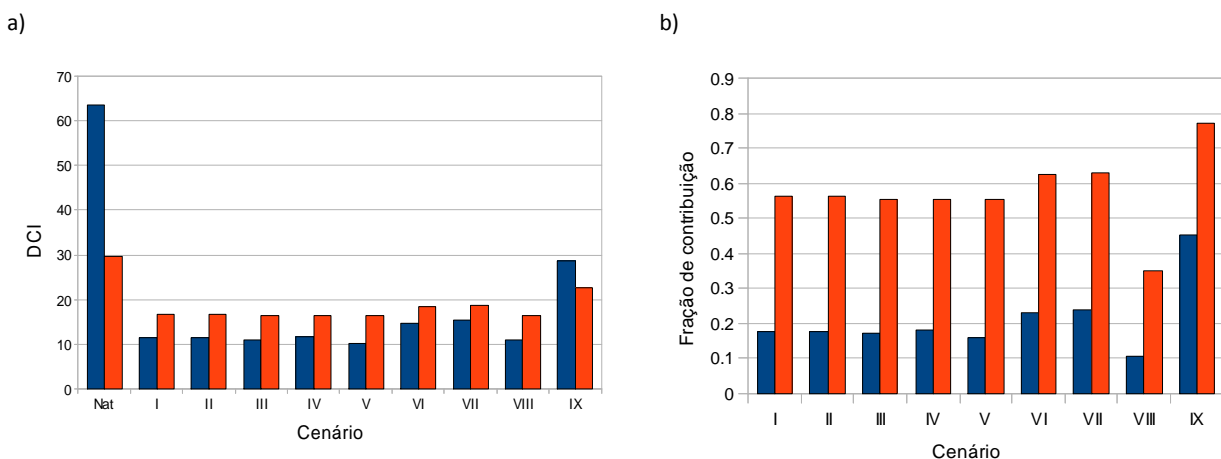 a)
70
60
50
40
30
20
10
0
DCI
Nat I II III IV V VI VII VIII IX
Cenário
b)
0.9
0.8
0.7
0.6
0.5
0.4
0.3
0.2
0.1
0
Fração de contribuição
I II III IV V VI VII VIII IX
Cenário